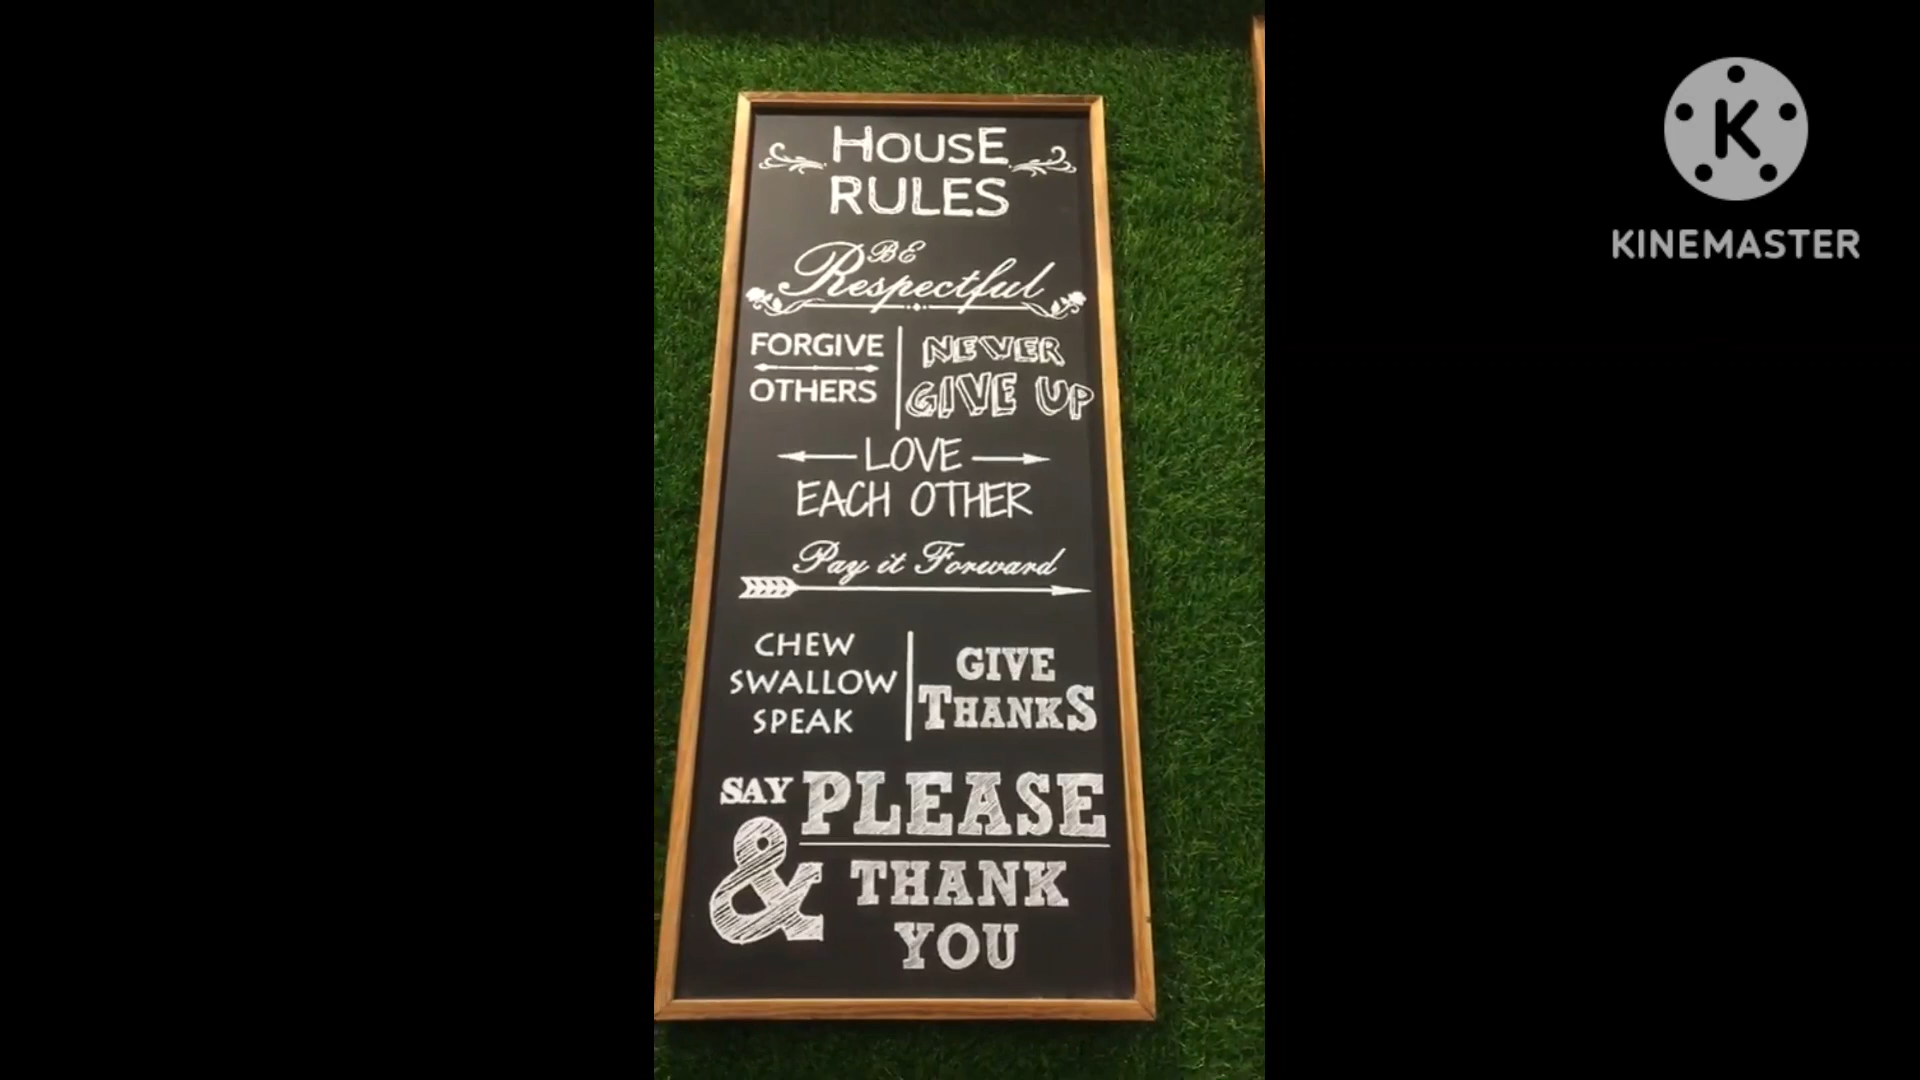 HOUSE
RULES
BE
Respectful
FORGIVE
OTHERS
NEVER
GIVE UP
LOVE
EACH OTHER
Pay it Forward
CHEW
SWALLOW
SPEAK
GIVE
THANKS
SAY PLEASE
& THANK
YOU
K
KINEMASTER